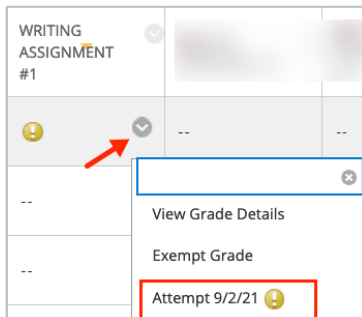 WRITING
ASSIGNMENT
#1
-- --
--
View Grade Details
--
Exempt Grade
Attempt 9/2/21